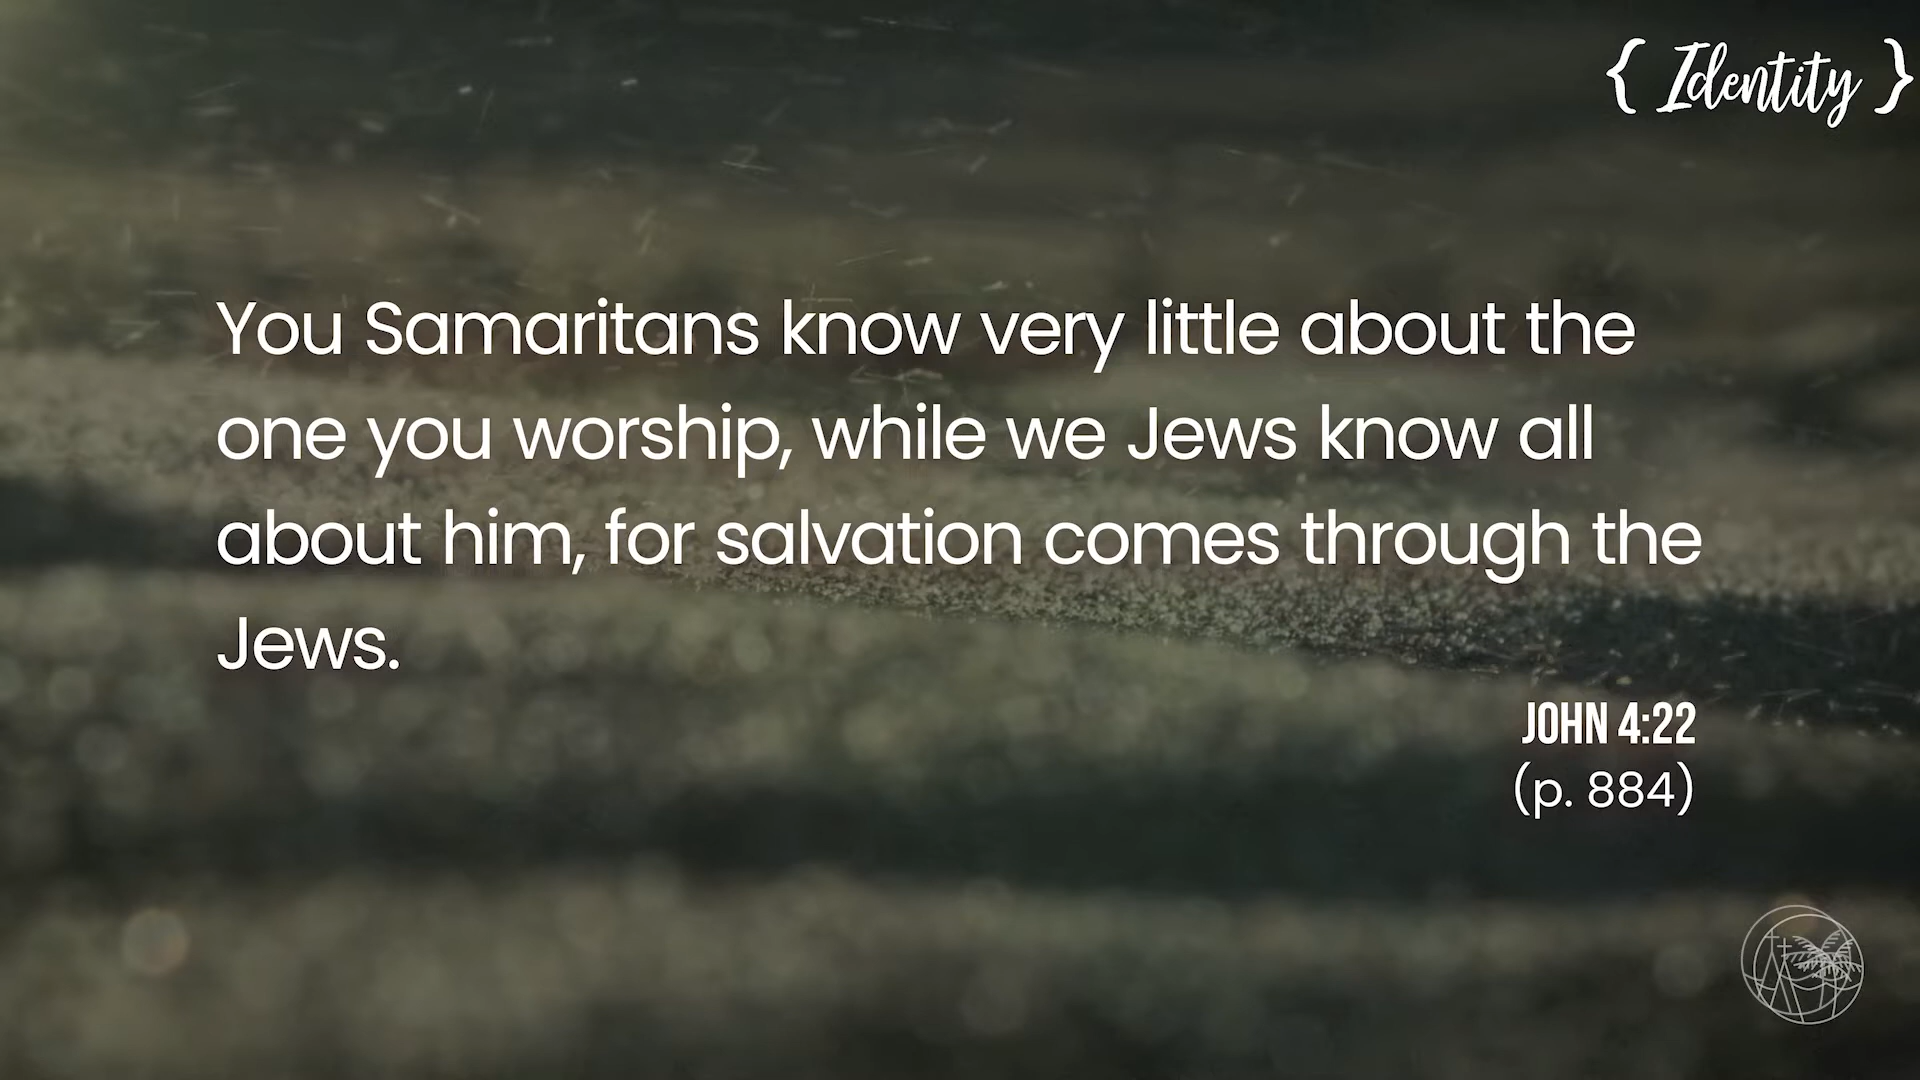 { Identity }
You Samaritans know very little about the
one you worship, while we Jews know all
about him, for salvation comes through the
Jews.
JOHN 4:22
(p. 884)